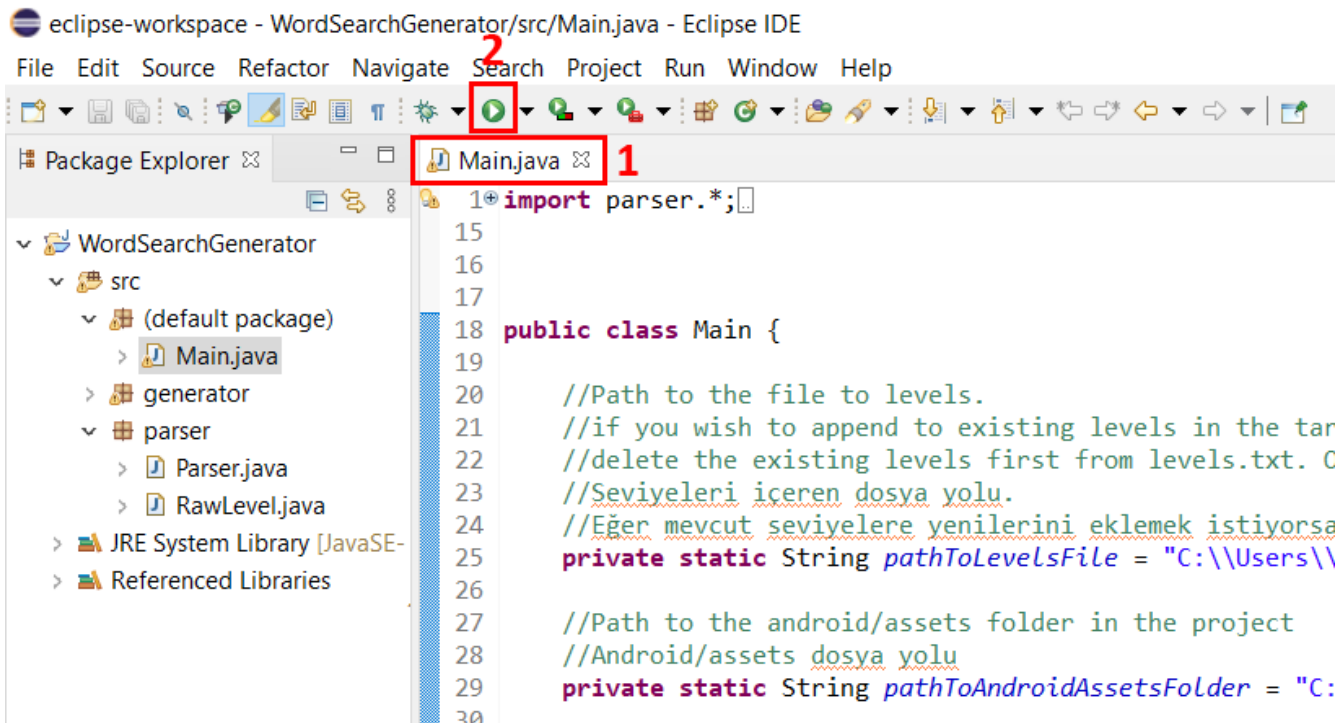 eclipse-workspace - WordSearchGenerator/src/Main.java - Eclipse IDE
2
File Edit Source Refactor Navigate Search Project Run Window Help
Package Explorer
Main.java
1
1 import parser.*;
15
WordSearchGenerator
16
src
17
(default package)
18 public class Main {
Main.java
19
generator
20 //Path to the file to levels.
parser
21 //if you wish to append to existing levels in the tar
Parser.java
22 //delete the existing levels first from levels.txt.
RawLevel.java
23 //Seviyeleri içeren dosya yolu.
JRE System Library [JavaSE-
24 //Eğer mevcut seviyelere yenilerini eklemek istiyorsa
Referenced Libraries
25 private static String pathToLevelsFile = "C:\\Users\\
26
27 //Path to the android/assets folder in the project
28 //Android/assets dosya yolu
29 private static String pathToAndroidAssetsFolder = "C:
30